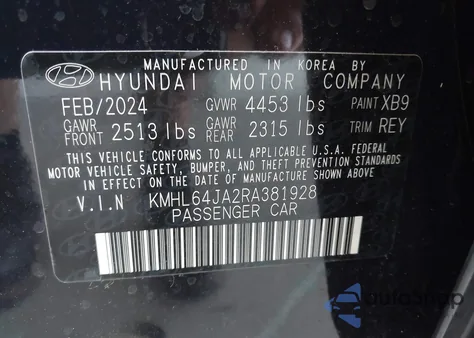 MANUFACTURED IN KOREA BY
HYUNDAI MOTOR COMPANY
FEB/2024 GVWR 4453 lbs PAINT XB9
GAWR FRONT 2513 lbs GAWR REAR 2315 lbs TRIM REY
THIS VEHICLE CONFORMS TO ALL APPLICABLE U.S.A. FEDERAL
MOTOR VEHICLE SAFETY, BUMPER, AND THEFT PREVENTION STANDARDS
IN EFFECT ON THE DATE OF MANUFACTURE SHOWN ABOVE.
V.I.N KMHL64JA2RA381928
PASSENGER CAR